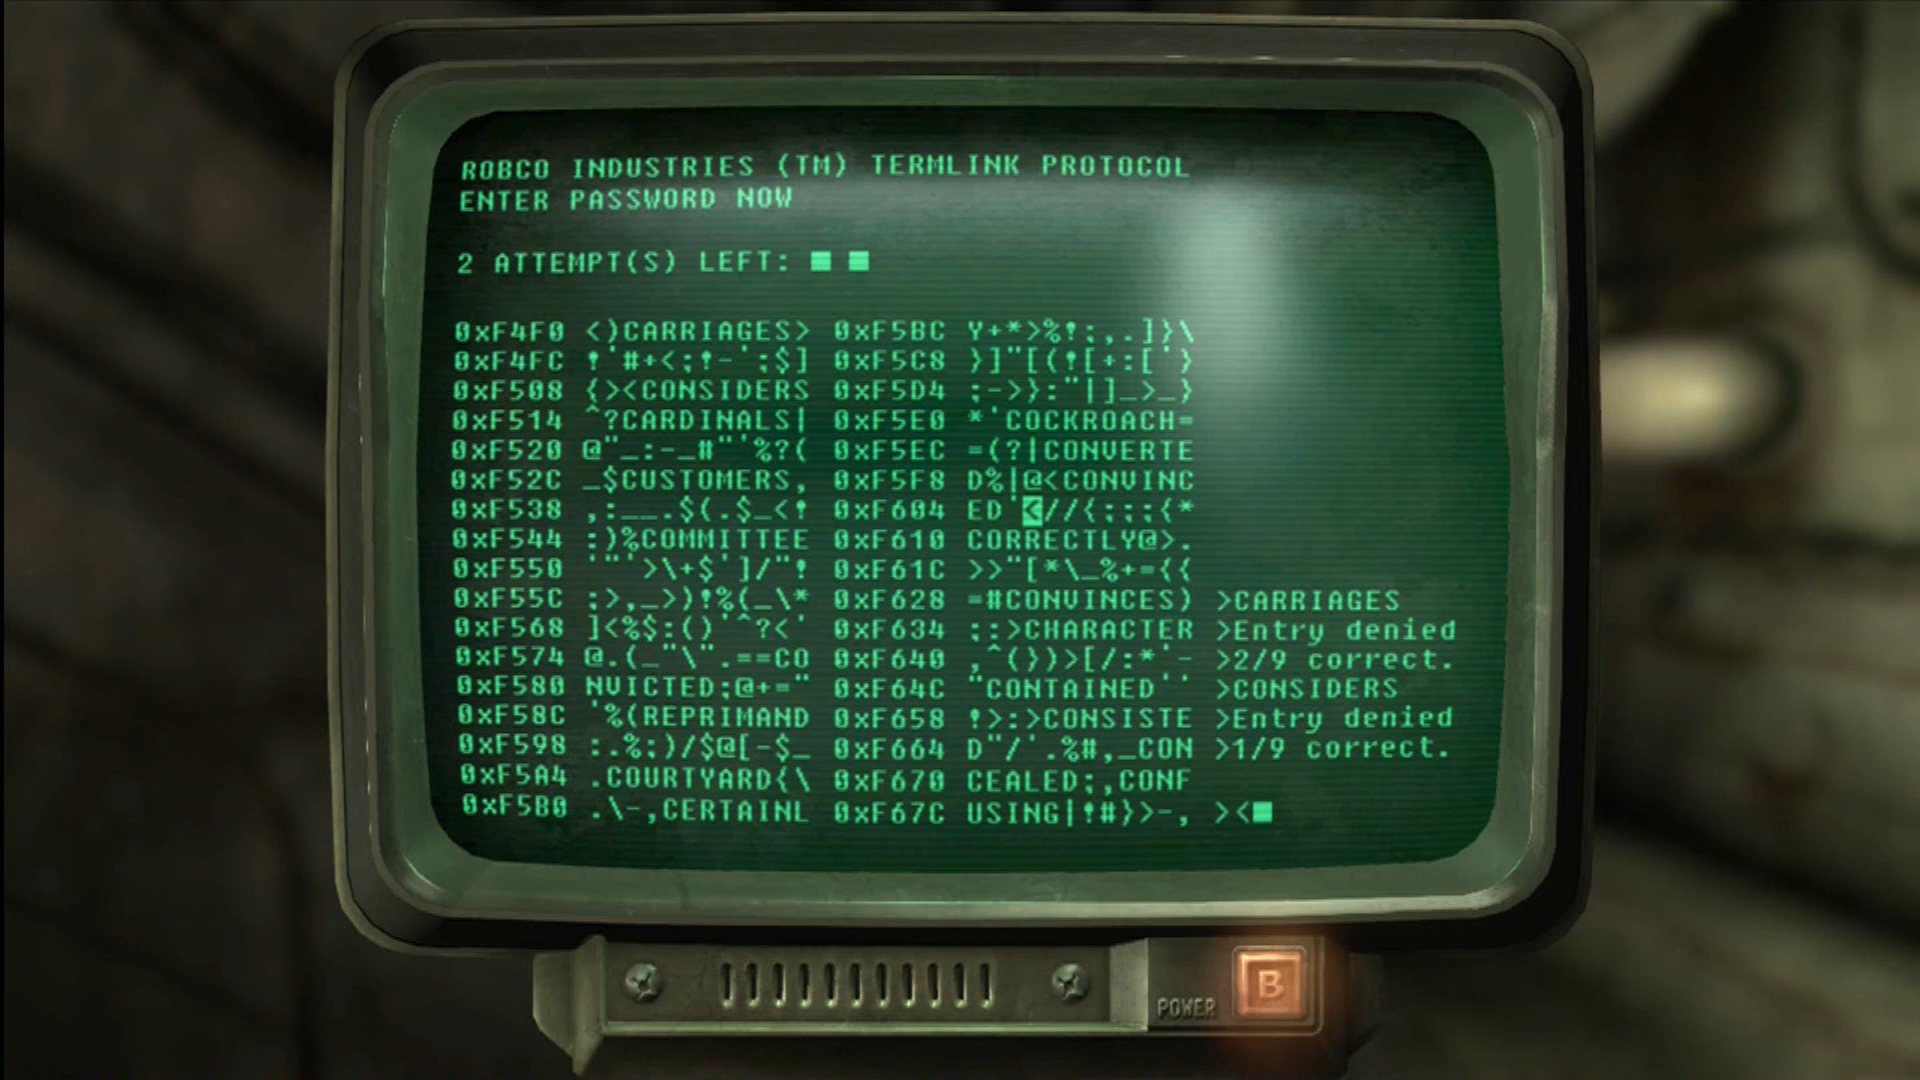 ROBCO INDUSTRIES (TM) TERMLINK PROTOCOL
ENTER PASSWORD NOW
2 ATTEMPT(S) LEFT: ■ ■
0xF4F0 <)CARRIAGES> 0xF5BC Y+*>%!;,.]}\
0xF4FC !'#+<;!-';$] 0xF5C8 }]"[(![+:['}
0xF508 {><CONSIDERS 0xF5D4 ;->}:"|]_>_}
0xF514 ^?CARDINALS| 0xF5E0 *'COCKROACH=
0xF520 @"_:-_#"'%?( 0xF5EC =(?|CONVERTE
0xF52C _$CUSTOMERS, 0xF5F8 D%|@<CONVINC
0xF538 ,:__.$(.$_<! 0xF604 ED'<//{;;;{*
0xF544 :)%COMMITTEE 0xF610 CORRECTLY@>.
0xF550 '"'>\+$']/"! 0xF61C >>"[*\_%+={{
0xF55C ;>,_>)!%(_\* 0xF628 =#CONVINCES) >CARRIAGES
0xF568 ]<%$:()'^?<' 0xF634 ;:>CHARACTER >Entry denied
0xF574 @.(_"\".==CO 0xF640 ,^(})>[/:*'- >2/9 correct.
0xF580 NVICTED;@+=" 0xF64C "CONTAINED'' >CONSIDERS
0xF58C '%(REPRIMAND 0xF658 !>:>CONSISTE >Entry denied
0xF598 :.%;)/$@[-$_ 0xF664 D"/'.%#,_CON >1/9 correct.
0xF5A4 .COURTYARD{\ 0xF670 CEALED;,CONF
0xF5B0 .\-,CERTAINL 0xF67C USING|!#}>-, ><■
POWER
B